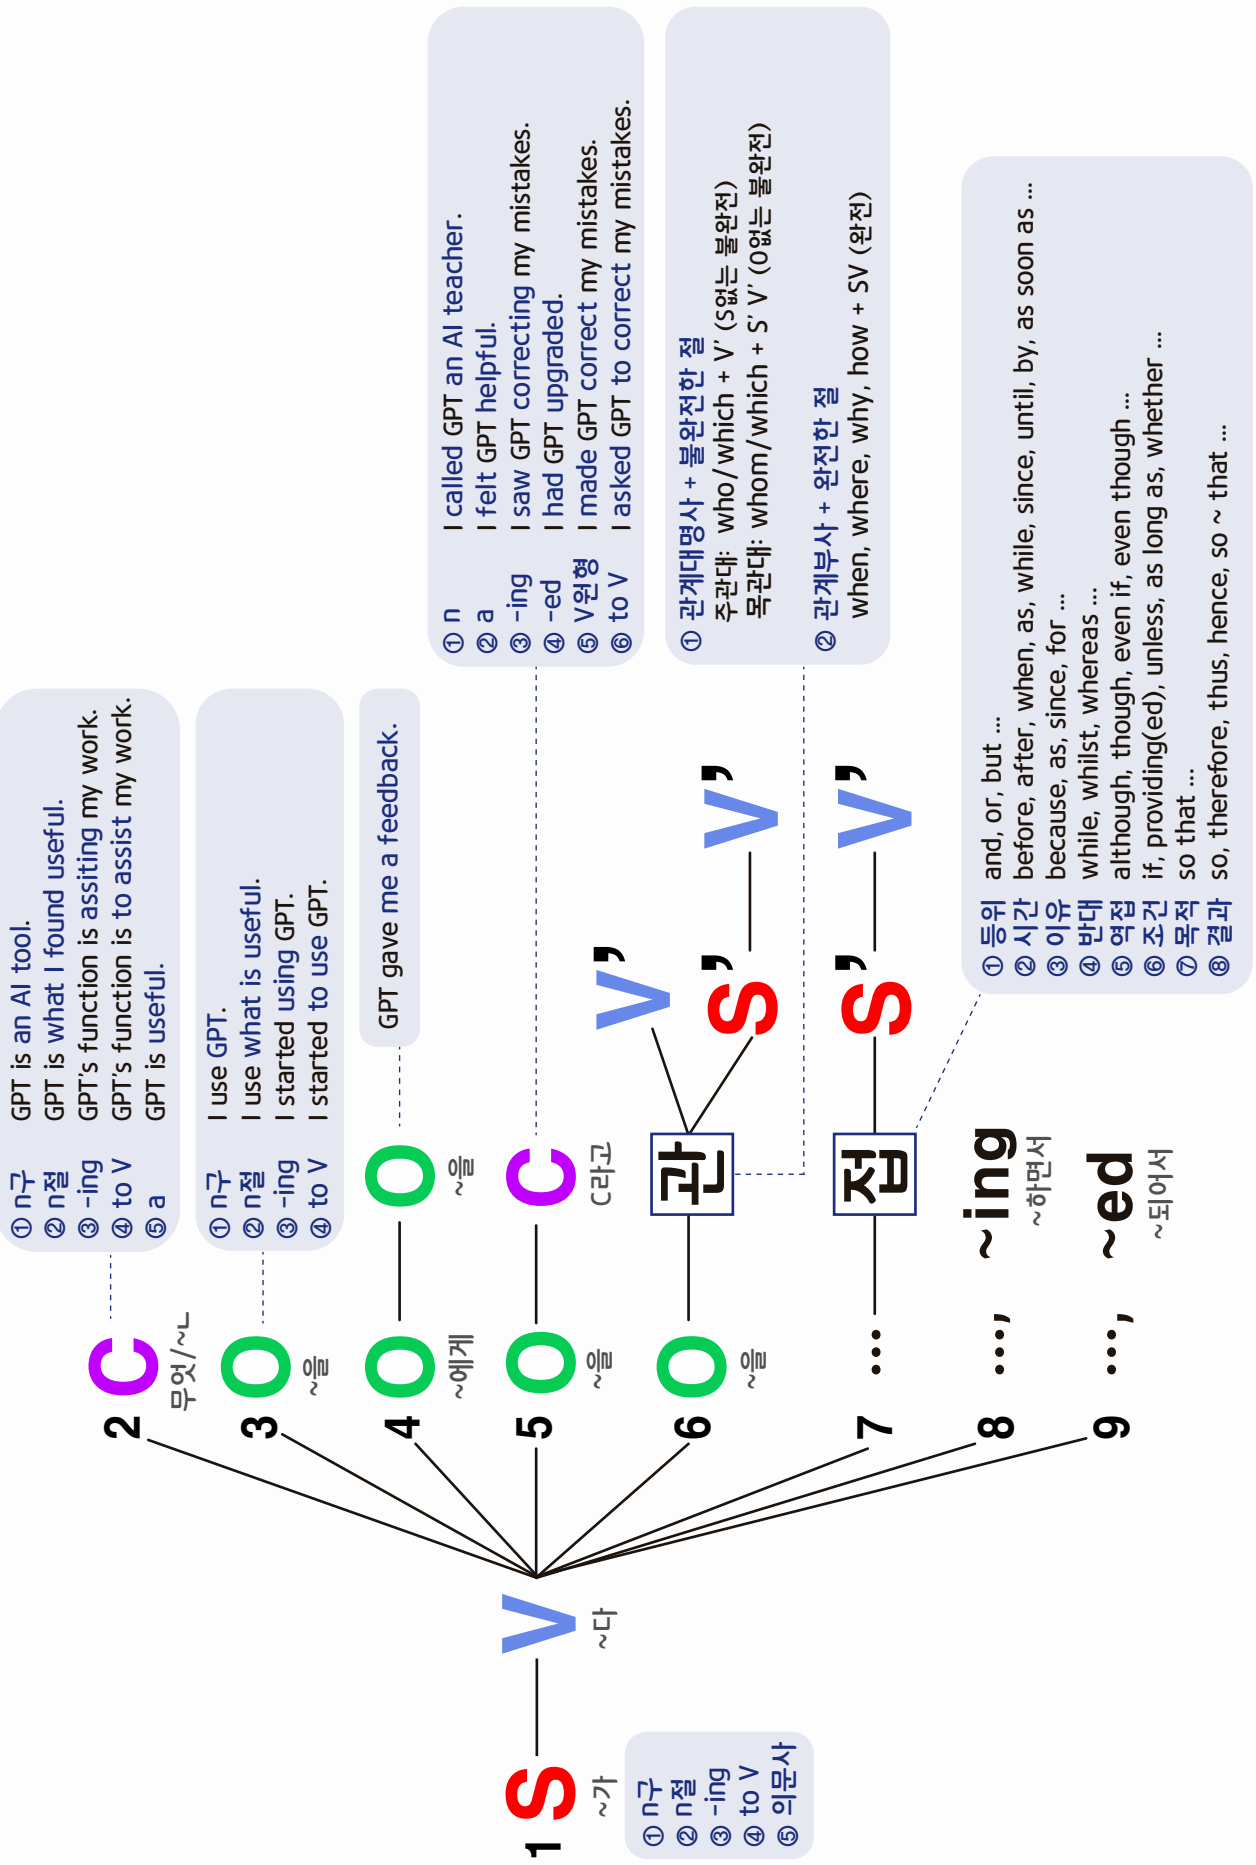 1 S
~가
① n구
② n절
③ -ing
④ to V
⑤ 의문사
V
~다
2 C
무엇/~ㄴ
① n구 GPT is an AI tool.
② n절 GPT is what I found useful.
③ -ing GPT's function is assiting my work.
④ to V GPT's function is to assist my work.
⑤ a GPT is useful.
3 O
~을
① n구 I use GPT.
② n절 I use what is useful.
③ -ing I started using GPT.
④ to V I started to use GPT.
4 O O
~에게 ~을
GPT gave me a feedback.
5 O C
~을 C라고
① n I called GPT an AI teacher.
② a I felt GPT helpful.
③ -ing I saw GPT correcting my mistakes.
④ -ed I had GPT upgraded.
⑤ V원형 I made GPT correct my mistakes.
⑥ to V I asked GPT to correct my mistakes.
6 O 관 V'
S' V'
~을
① 관계대명사 + 불완전한 절
주관대: who/which + V' (S없는 불완전)
목관대: whom/which + S' V' (O없는 불완전)
② 관계부사 + 완전한 절
when, where, why, how + SV (완전)
7 ... 접 S' V'
① 등위 and, or, but ...
② 시간 before, after, when, as, while, since, until, by, as soon as ...
③ 이유 because, as, since, for ...
④ 반대 while, whilst, whereas ...
⑤ 역접 although, though, even if, even though ...
⑥ 조건 if, providing(ed), unless, as long as, whether ...
⑦ 목적 so that ...
⑧ 결과 so, therefore, thus, hence, so ~ that ...
8 ..., ~ing
~하면서
9 ..., ~ed
~되어서